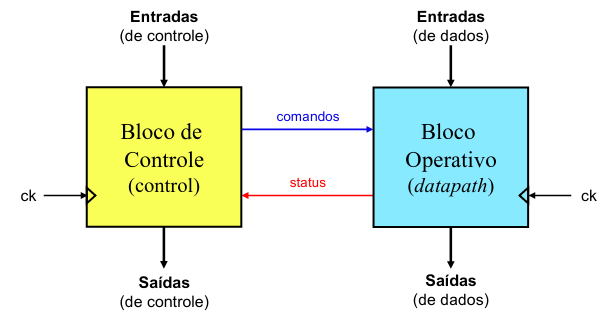 Entradas
(de controle)
Entradas
(de dados)
Bloco de
Controle
(control)
comandos
status
Bloco
Operativo
(datapath)
ck
ck
Saídas
(de controle)
Saídas
(de dados)